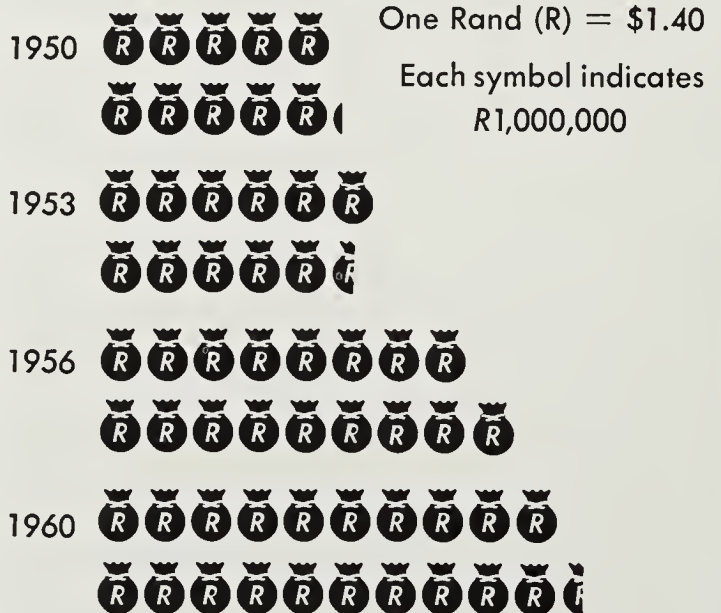 One Rand (R) = $1.40
Each symbol indicates
R1,000,000
1950 R R R R R
R R R R R
1953 R R R R R R
R R R R R R
1956 R R R R R R R R
R R R R R R R R R
1960 R R R R R R R R R R
R R R R R R R R R R R